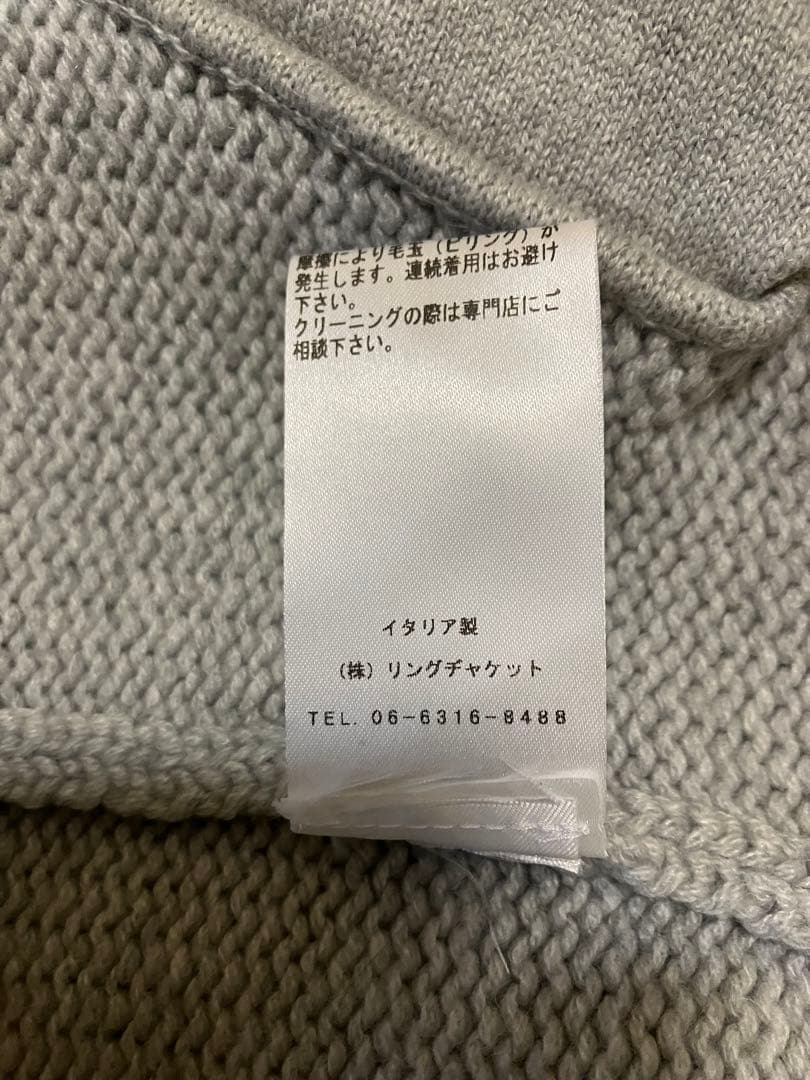 摩擦により毛玉（ピリング）が
発生します。連続着用はお避け
下さい。
クリーニングの際は専門店にご
相談下さい。
イタリア製
（株）リングヂャケット
TEL. 06-6316-8488